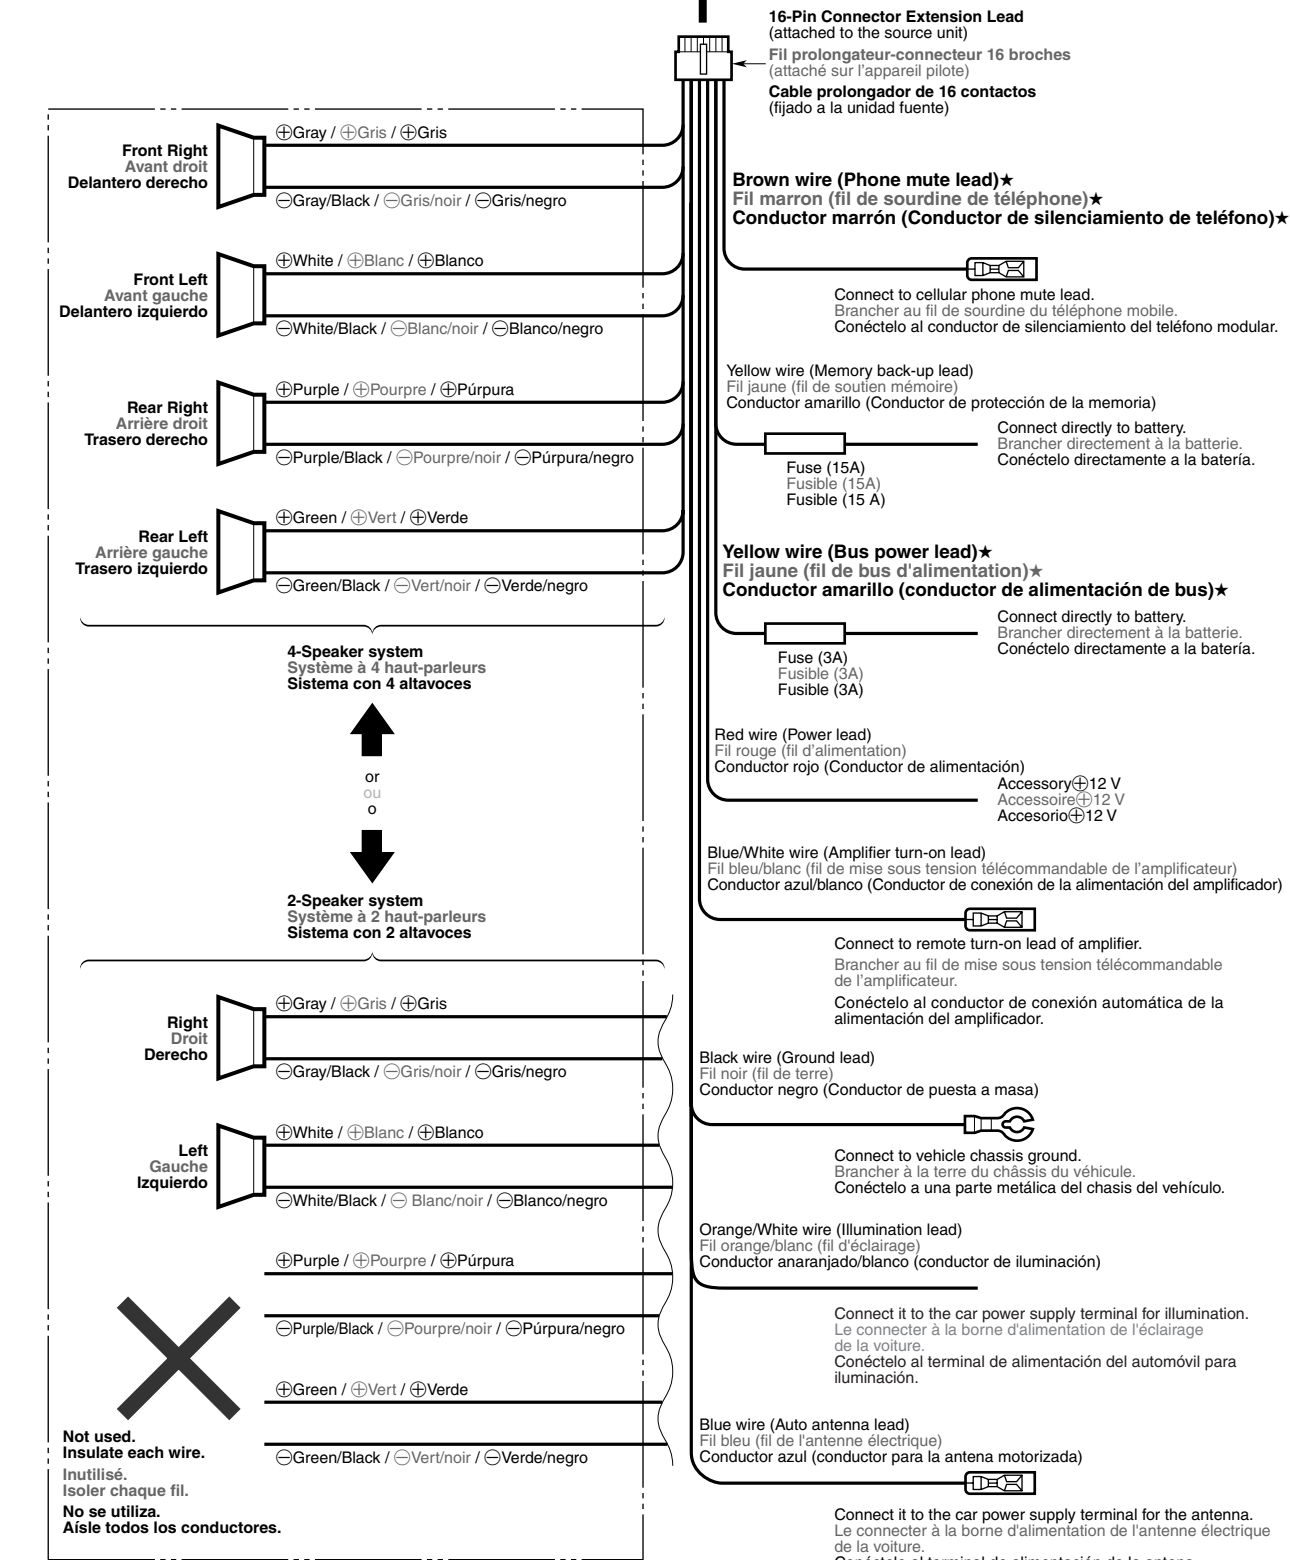 16-Pin Connector Extension Lead
(attached to the source unit)
Fil prolongateur-connecteur 16 broches
(attaché sur l'appareil pilote)
Cable prolongador de 16 contactos
(fijado a la unidad fuente)
Front Right
Avant droit
Delantero derecho
⊕Gray / ⊕Gris / ⊕Gris
⊖Gray/Black / ⊖Gris/noir / ⊖Gris/negro
Front Left
Avant gauche
Delantero izquierdo
⊕White / ⊕Blanc / ⊕Blanco
⊖White/Black / ⊖Blanc/noir / ⊖Blanco/negro
Rear Right
Arrière droit
Trasero derecho
⊕Purple / ⊕Pourpre / ⊕Púrpura
⊖Purple/Black / ⊖Pourpre/noir / ⊖Púrpura/negro
Rear Left
Arrière gauche
Trasero izquierdo
⊕Green / ⊕Vert / ⊕Verde
⊖Green/Black / ⊖Vert/noir / ⊖Verde/negro
4-Speaker system
Système à 4 haut-parleurs
Sistema con 4 altavoces
or
ou
o
2-Speaker system
Système à 2 haut-parleurs
Sistema con 2 altavoces
Right
Droit
Derecho
⊕Gray / ⊕Gris / ⊕Gris
⊖Gray/Black / ⊖Gris/noir / ⊖Gris/negro
Left
Gauche
Izquierdo
⊕White / ⊕Blanc / ⊕Blanco
⊖White/Black / ⊖ Blanc/noir / ⊖Blanco/negro
⊕Purple / ⊕Pourpre / ⊕Púrpura
⊖Purple/Black / ⊖Pourpre/noir / ⊖Púrpura/negro
⊕Green / ⊕Vert / ⊕Verde
⊖Green/Black / ⊖Vert/noir / ⊖Verde/negro
Not used.
Insulate each wire.
Inutilisé.
Isoler chaque fil.
No se utiliza.
Aísle todos los conductores.
Brown wire (Phone mute lead)★
Fil marron (fil de sourdine de téléphone)★
Conductor marrón (Conductor de silenciamiento de teléfono)★
Connect to cellular phone mute lead.
Brancher au fil de sourdine du téléphone mobile.
Conéctelo al conductor de silenciamiento del teléfono modular.
Yellow wire (Memory back-up lead)
Fil jaune (fil de soutien mémoire)
Conductor amarillo (Conductor de protección de la memoria)
Connect directly to battery.
Brancher directement à la batterie.
Conéctelo directamente a la batería.
Fuse (15A)
Fusible (15A)
Fusible (15 A)
Yellow wire (Bus power lead)★
Fil jaune (fil de bus d'alimentation)★
Conductor amarillo (conductor de alimentación de bus)★
Connect directly to battery.
Brancher directement à la batterie.
Conéctelo directamente a la batería.
Fuse (3A)
Fusible (3A)
Fusible (3A)
Red wire (Power lead)
Fil rouge (fil d'alimentation)
Conductor rojo (Conductor de alimentación)
Accessory⊕12 V
Accessoire⊕12 V
Accesorio⊕12 V
Blue/White wire (Amplifier turn-on lead)
Fil bleu/blanc (fil de mise sous tension télécommandable de l'amplificateur)
Conductor azul/blanco (Conductor de conexión de la alimentación del amplificador)
Connect to remote turn-on lead of amplifier.
Brancher au fil de mise sous tension télécommandable
de l'amplificateur.
Conéctelo al conductor de conexión automática de la
alimentación del amplificador.
Black wire (Ground lead)
Fil noir (fil de terre)
Conductor negro (Conductor de puesta a masa)
Connect to vehicle chassis ground.
Brancher à la terre du châssis du véhicule.
Conéctelo a una parte metálica del chasis del vehículo.
Orange/White wire (Illumination lead)
Fil orange/blanc (fil d'éclairage)
Conductor anaranjado/blanco (conductor de iluminación)
Connect it to the car power supply terminal for illumination.
Le connecter à la borne d'alimentation de l'éclairage
de la voiture.
Conéctelo al terminal de alimentación del automóvil para
iluminación.
Blue wire (Auto antenna lead)
Fil bleu (fil de l'antenne électrique)
Conductor azul (conductor para la antena motorizada)
Connect it to the car power supply terminal for the antenna.
Le connecter à la borne d'alimentation de l'antenne électrique
de la voiture.